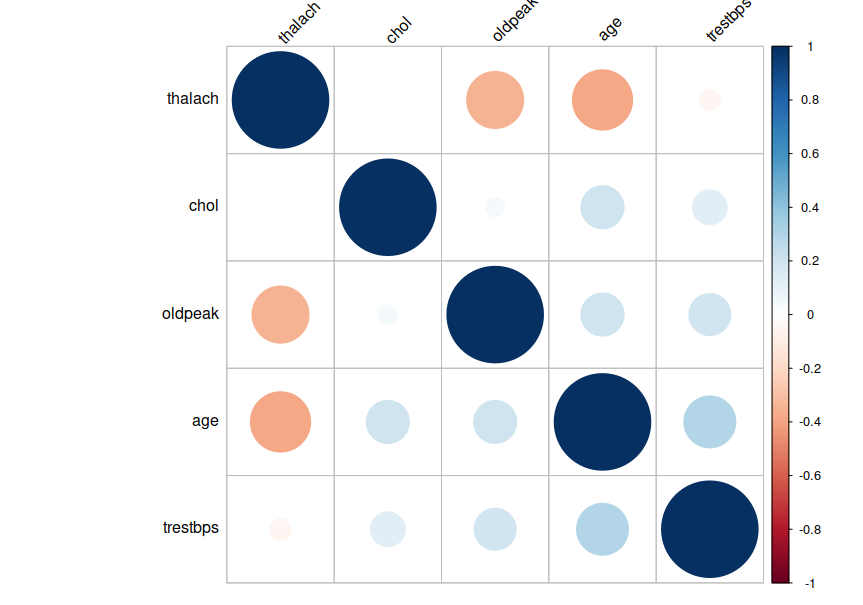 thalach
chol
oldpeak
age
trestbps
thalach
chol
oldpeak
age
trestbps
1
0.8
0.6
0.4
0.2
0
-0.2
-0.4
-0.6
-0.8
-1